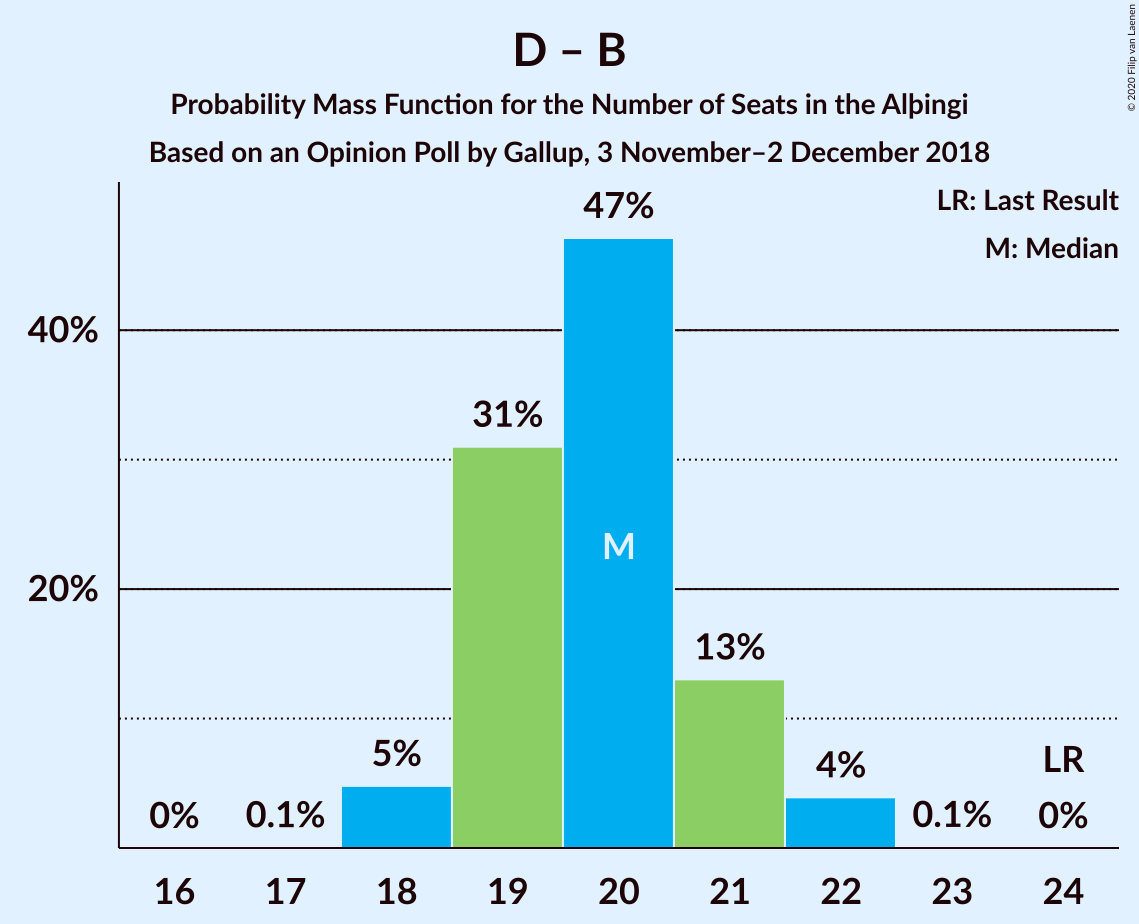 D – B
Probability Mass Function for the Number of Seats in the Alþingi
Based on an Opinion Poll by Gallup, 3 November–2 December 2018
© 2020 Filip van Laenen
LR: Last Result
M: Median
47%
40%
31%
M
20%
13%
5%
4%
LR
0%
0.1%
0.1%
0%
16 17 18 19 20 21 22 23 24